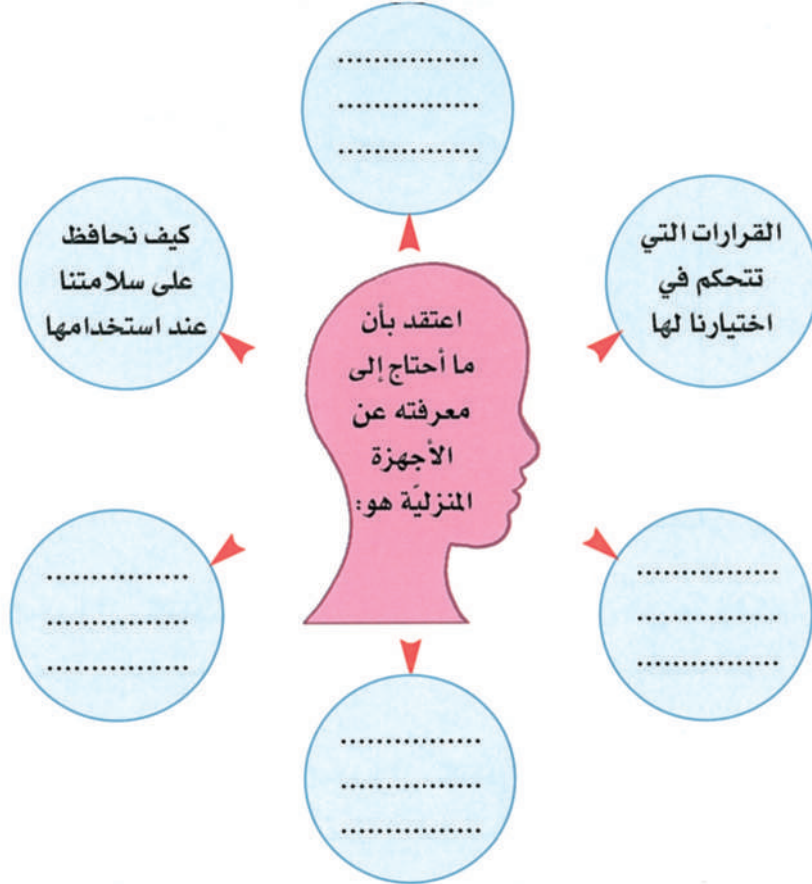 ................
................
................
القرارات التي
تتحكم في
اختيارنا لها
كيف نحافظ
على سلامتنا
عند استخدامها
اعتقد بأن
ما أحتاج إلى
معرفته عن
الأجهزة
المنزليّة هو:
................
................
................
................
................
................
................
................
................